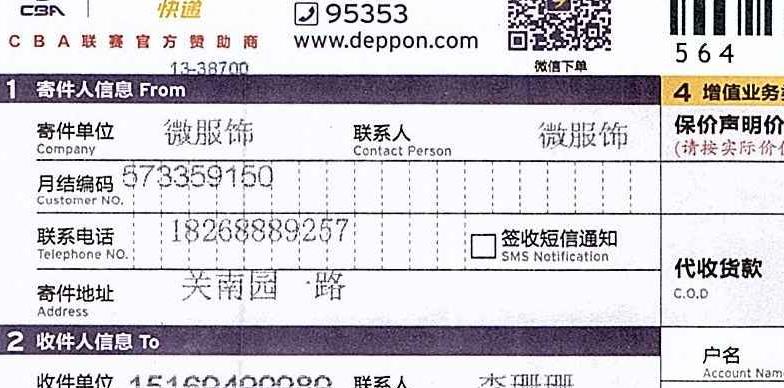 CBA 快递 95353
CBA联赛官方赞助商 www.deppon.com
微信下单
564
13-38700
1 寄件人信息 From
4 增值业务
寄件单位 微服饰 联系人 微服饰
Company Contact Person
保价声明价
(请按实际价值
月结编码 573359150
Customer NO.
联系电话 18268889257 签收短信通知
Telephone NO. SMS Notification
代收货款
C.O.D
寄件地址 关南园一路
Address
2 收件人信息 To
户名
Account Name
收件单位 15169499989 联系人 李珊珊